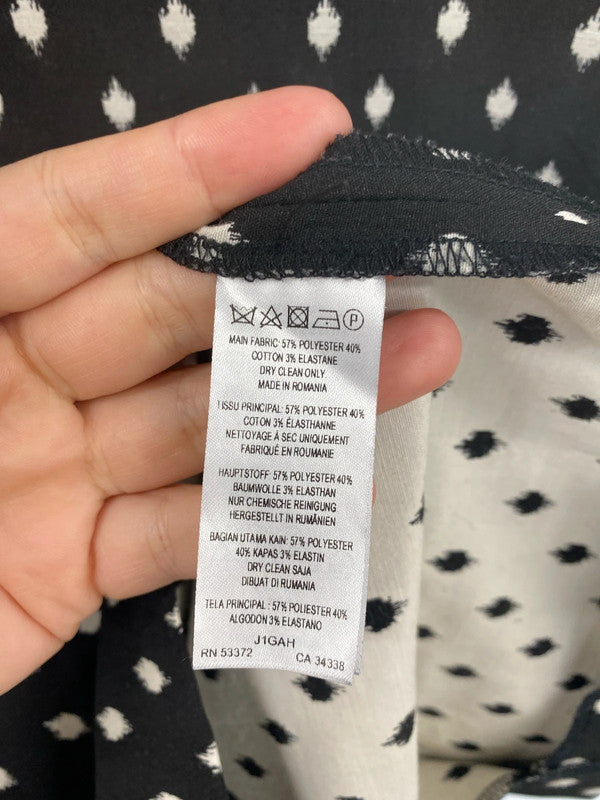 MAIN FABRIC: 57% POLYESTER 40%
COTTON 3% ELASTANE
DRY CLEAN ONLY
MADE IN ROMANIA
TISSU PRINCIPAL: 57% POLYESTER 40%
COTON 3% ÉLASTHANNE
NETTOYAGE À SEC UNIQUEMENT
FABRIQUÉ EN ROUMANIE
HAUPTSTOFF: 57% POLYESTER 40%
BAUMWOLLE 3% ELASTHAN
NUR CHEMISCHE REINIGUNG
HERGESTELLT IN RUMÄNIEN
BAGIAN UTAMA KAIN: 57% POLYESTER
40% KAPAS 3% ELASTIN
DRY CLEAN SAJA
DIBUAT DI RUMANIA
TELA PRINCIPAL: 57% POLIESTER 40%
ALGODÓN 3% ELASTANO
J1GAH
RN 53372 CA 34338